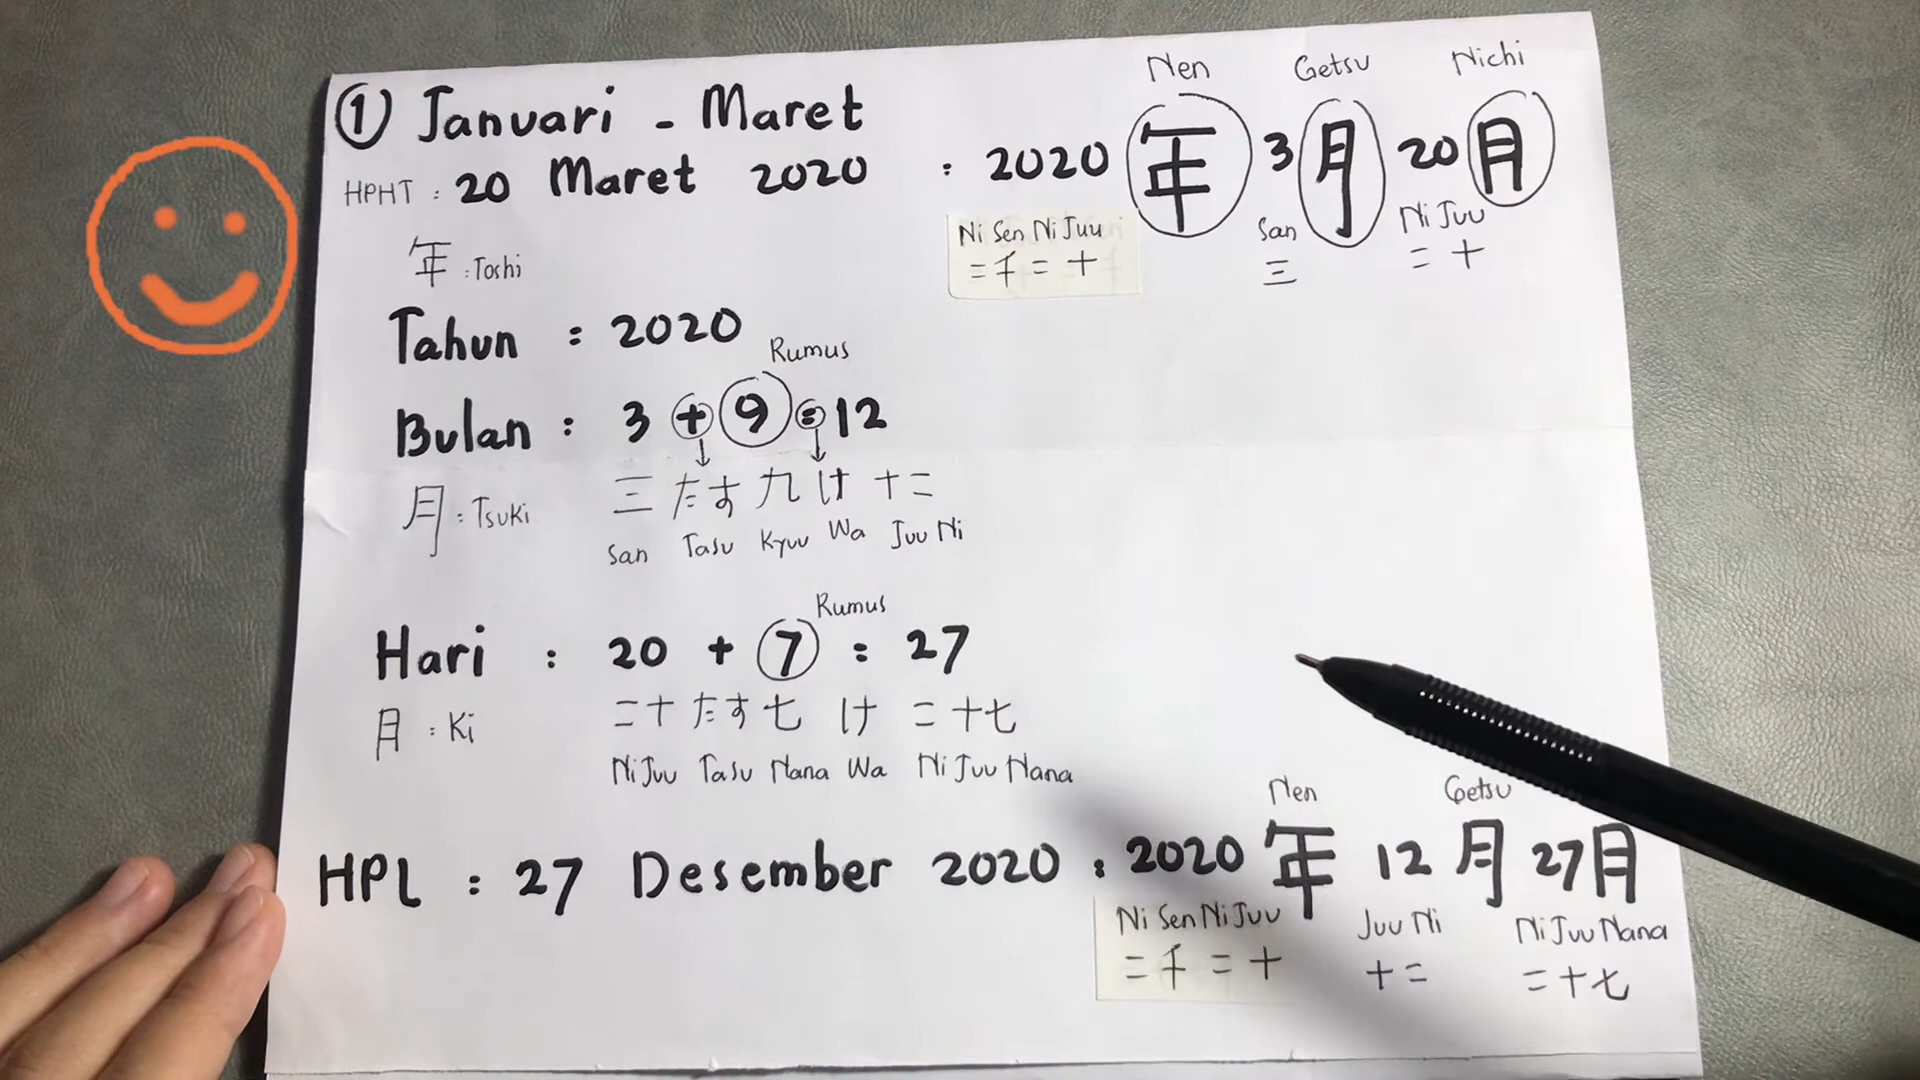 ① Januari - Maret
Nen Getsu Nichi
HPHT : 20 Maret 2020 : 2020 年 3 月 20 月
Ni Sen Ni Juu San Ni Juu
二千二十 三 二十
年 : Toshi
Tahun : 2020
Rumus
Bulan : 3 + 9 = 12
月 : Tsuki 三 たす 九 け 十二
San Tasu Kyuu Wa Juu Ni
Rumus
Hari : 20 + 7 = 27
月 : Ki 二十 たす 七 け 二十七
Ni Juu Tasu Nana Wa Ni Juu Nana
Nen Getsu
HPL : 27 Desember 2020 : 2020 年 12 月 27 月
Ni Sen Ni Juu Juu Ni Ni Juu Nana
二千二十 十二 二十七